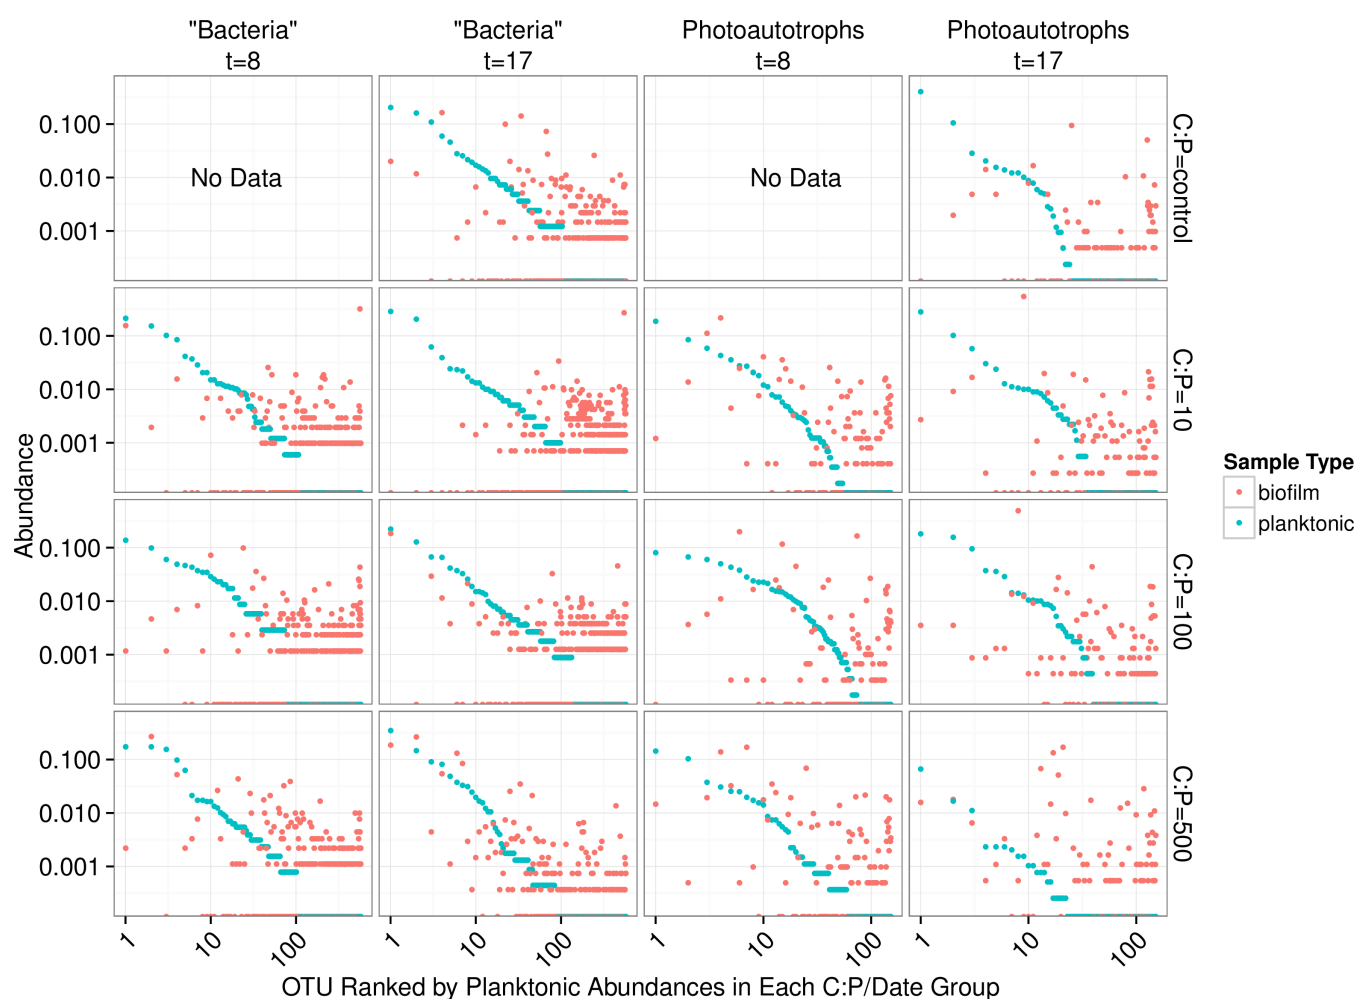 "Bacteria" "Bacteria" Photoautotrophs Photoautotrophs
t=8 t=17 t=8 t=17
0.100
0.010
0.001
No Data No Data
C:P=control
0.100
0.010
0.001
C:P=10
0.100
0.010
0.001
C:P=100
0.100
0.010
0.001
C:P=500
Abundance
1 10 100 1 10 100 1 10 100 1 10 100
OTU Ranked by Planktonic Abundances in Each C:P/Date Group
Sample Type
biofilm
planktonic